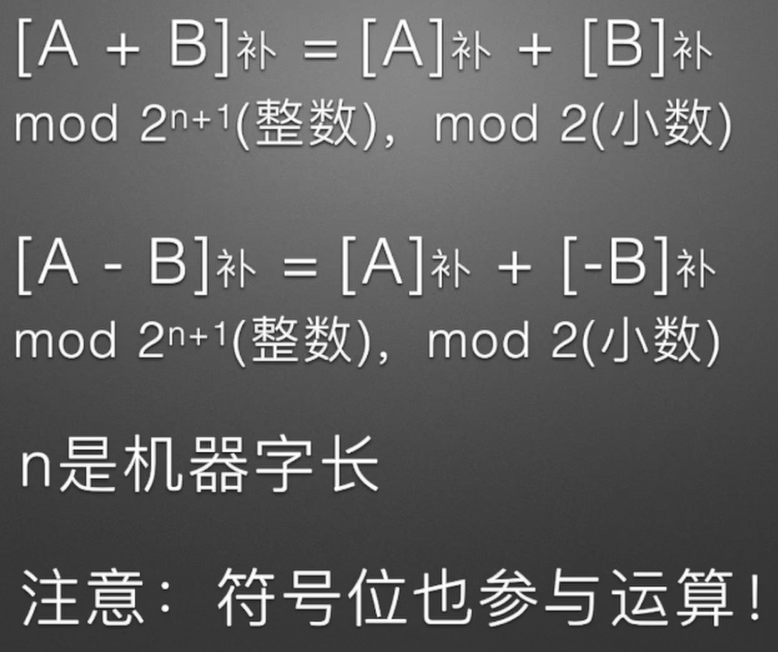 [A + B]补 = [A]补 + [B]补
mod 2ⁿ⁺¹(整数)，mod 2(小数)
[A - B]补 = [A]补 + [-B]补
mod 2ⁿ⁺¹(整数)，mod 2(小数)
n是机器字长
注意：符号位也参与运算！